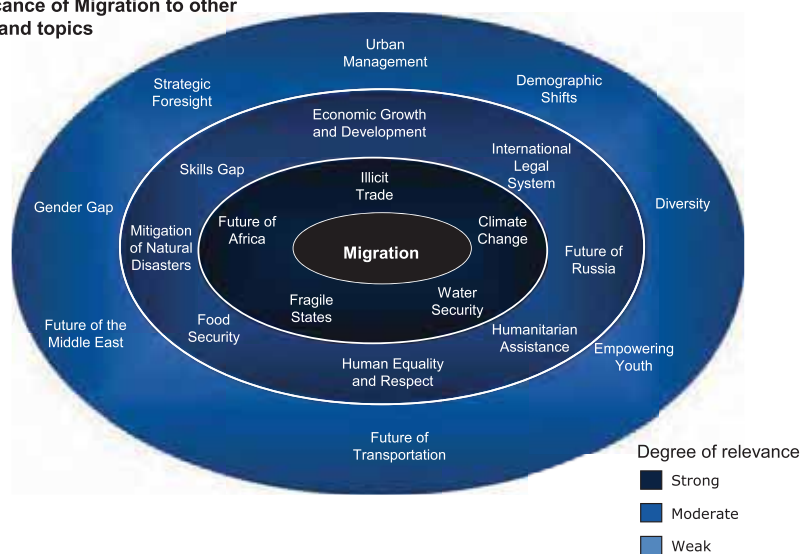 cance of Migration to other
and topics
Urban
Management
Strategic
Foresight
Demographic
Shifts
Economic Growth
and Development
International
Legal
System
Skills Gap
Illicit
Trade
Gender Gap
Diversity
Future of
Africa
Climate
Change
Mitigation
of Natural
Disasters
Migration
Future of
Russia
Fragile
States
Water
Security
Future of the
Middle East
Food
Security
Humanitarian
Assistance
Empowering
Youth
Human Equality
and Respect
Future of
Transportation
Degree of relevance
Strong
Moderate
Weak